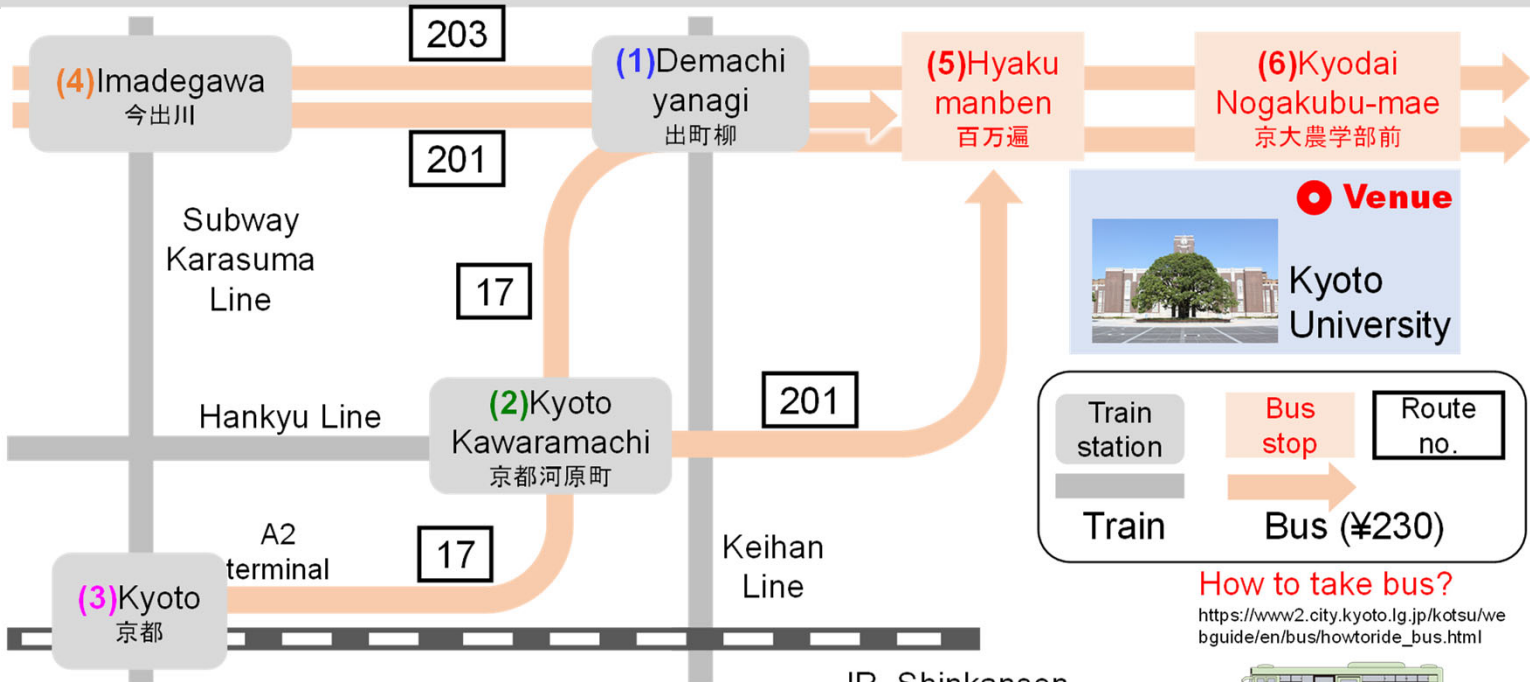 203
(4)Imadegawa
今出川
(1)Demachi
yanagi
出町柳
(5)Hyaku
manben
百万遍
(6)Kyodai
Nogakubu-mae
京大農学部前
201
Subway
Karasuma
Line
17
Venue
Kyoto
University
Hankyu Line
(2)Kyoto
Kawaramachi
京都河原町
201
Train
station
Bus
stop
Route
no.
Train
Bus (¥230)
A2
terminal
17
Keihan
Line
(3)Kyoto
京都
How to take bus?
https://www2.city.kyoto.lg.jp/kotsu/we
bguide/en/bus/howtoride_bus.html
JR, Shinkansen